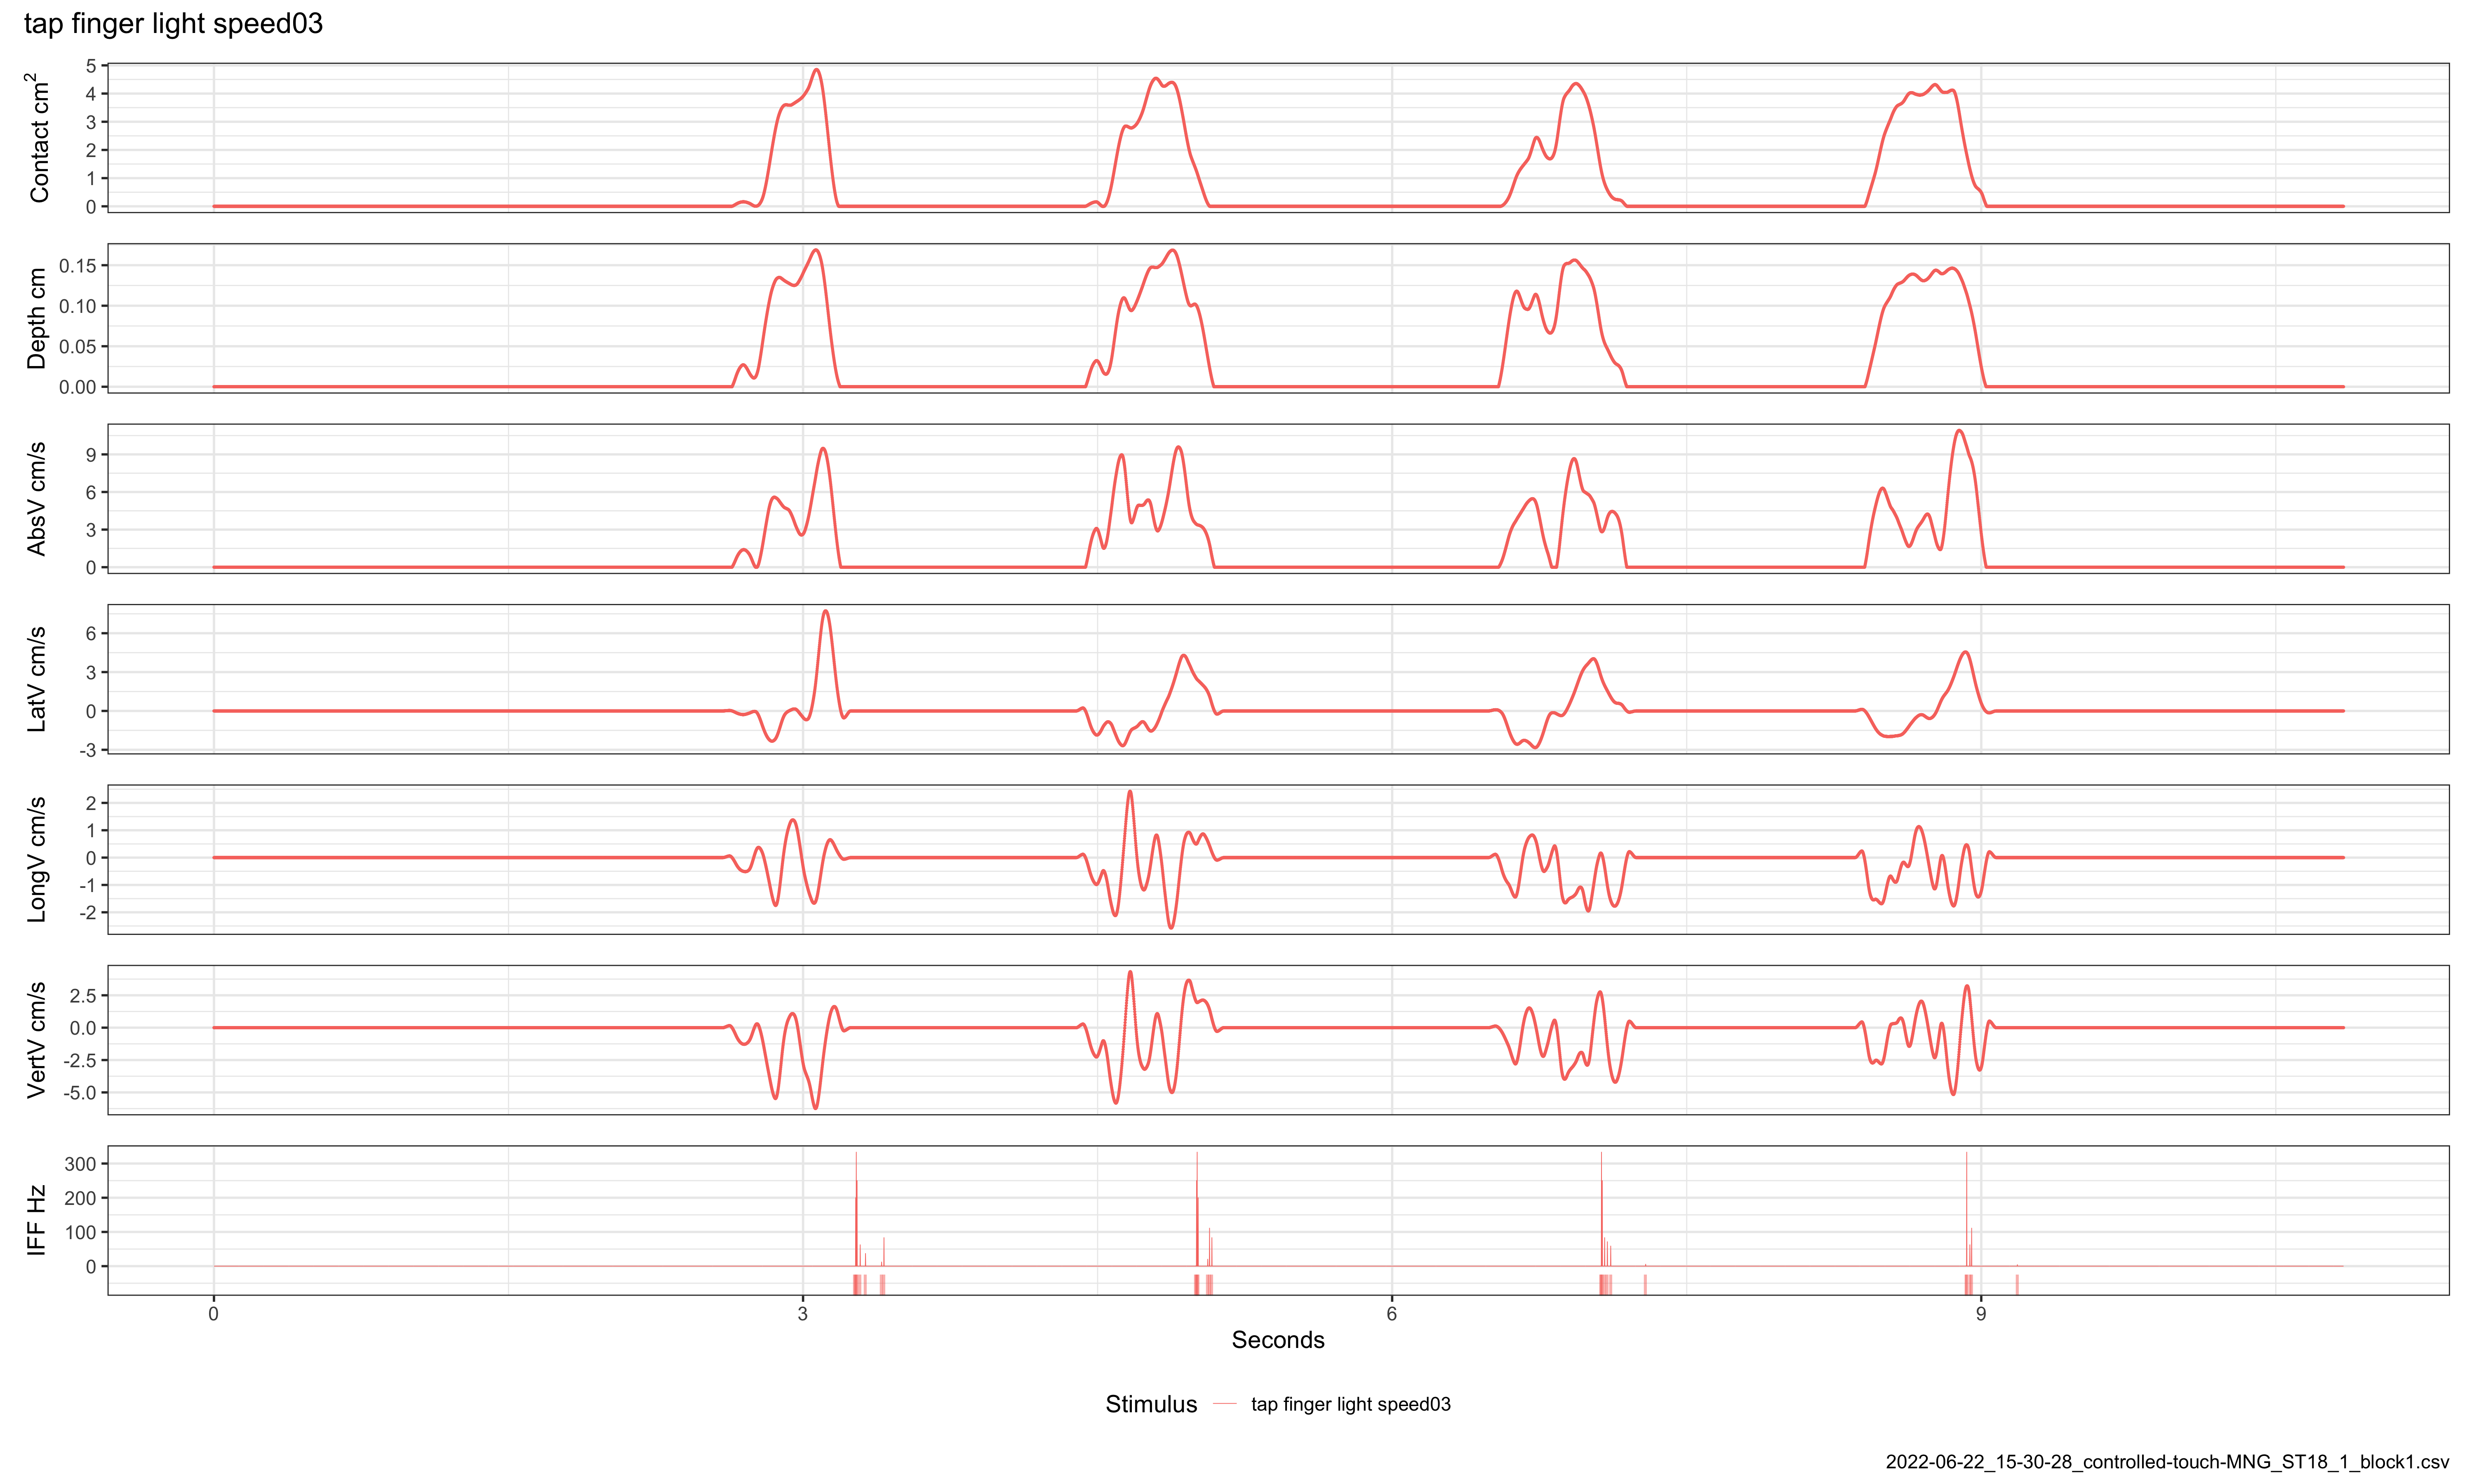 tap finger light speed03
Contact cm²
5
4
3
2
1
0
Depth cm
0.15
0.10
0.05
0.00
AbsV cm/s
9
6
3
0
LatV cm/s
6
3
0
-3
LongV cm/s
2
1
0
-1
-2
VertV cm/s
2.5
0.0
-2.5
-5.0
IFF Hz
300
200
100
0
0 3 6 9
Seconds
Stimulus tap finger light speed03
2022-06-22_15-30-28_controlled-touch-MNG_ST18_1_block1.csv